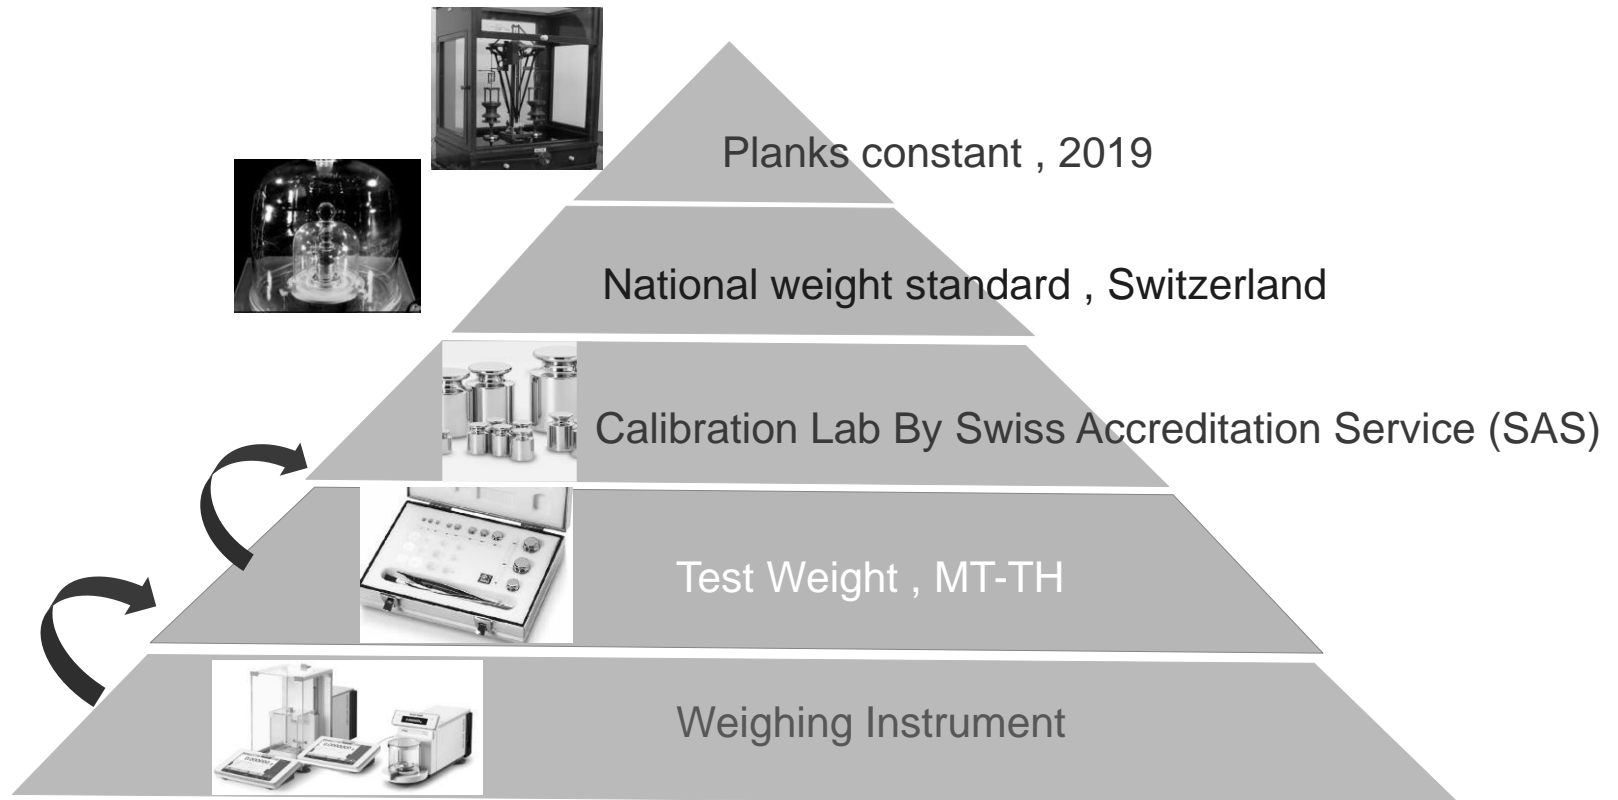 Planks constant , 2019
National weight standard , Switzerland
Calibration Lab By Swiss Accreditation Service (SAS)
Test Weight , MT-TH
Weighing Instrument